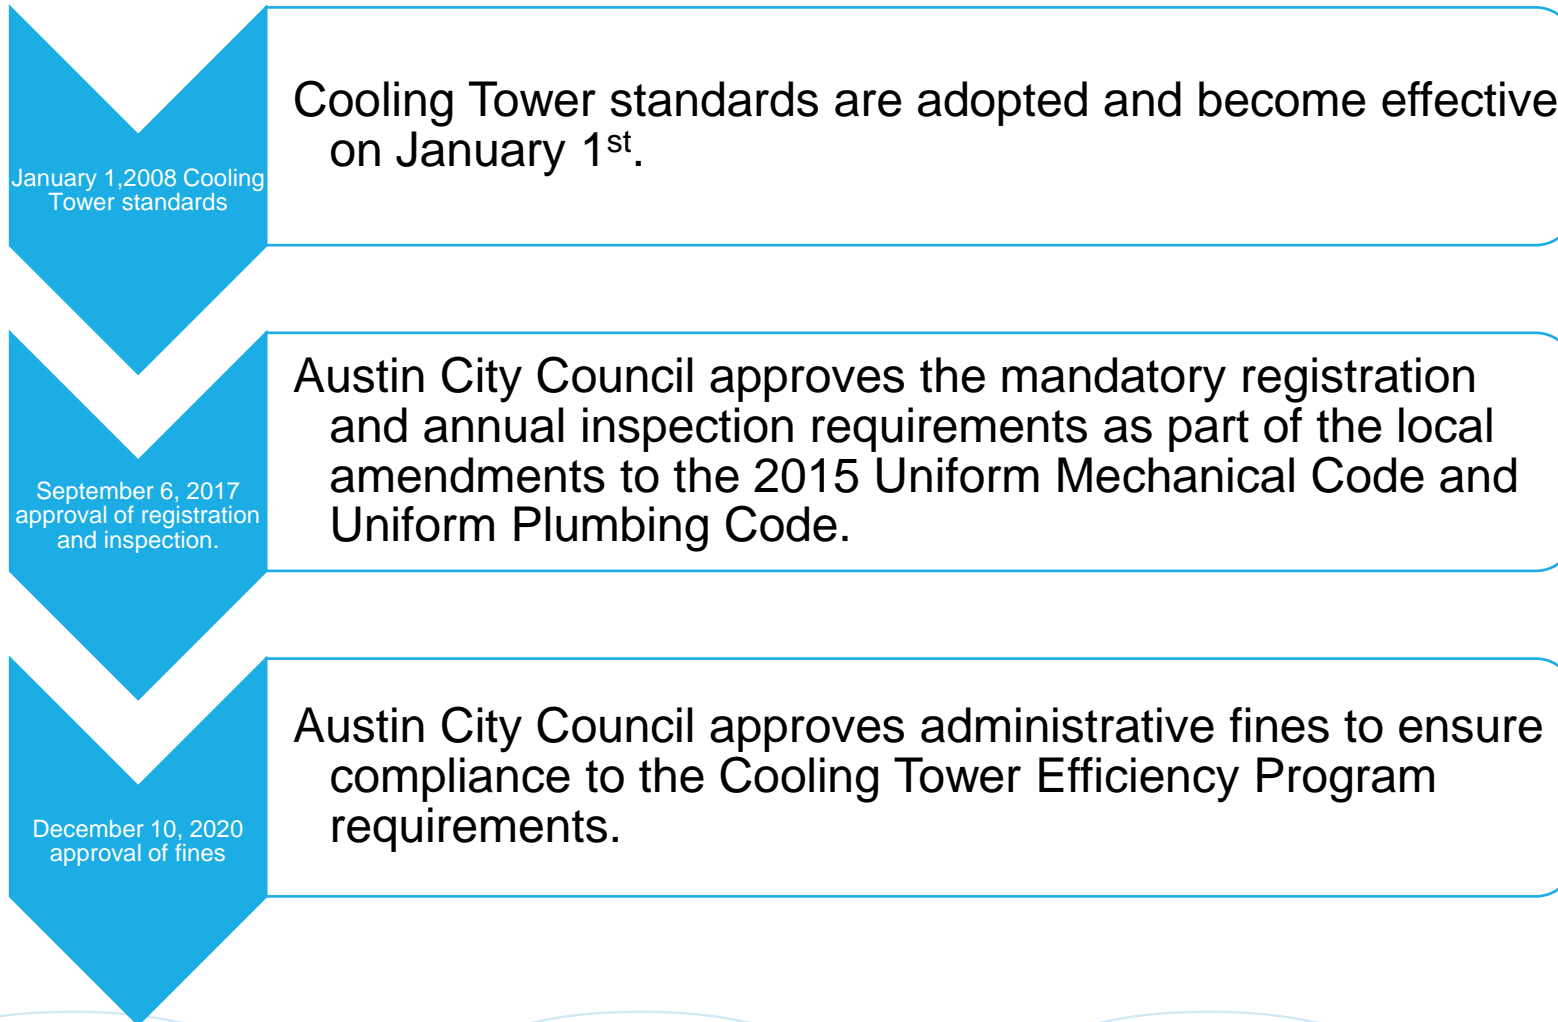 January 1,2008 Cooling
Tower standards
Cooling Tower standards are adopted and become effective
on January 1st.
September 6, 2017
approval of registration
and inspection.
Austin City Council approves the mandatory registration
and annual inspection requirements as part of the local
amendments to the 2015 Uniform Mechanical Code and
Uniform Plumbing Code.
December 10, 2020
approval of fines
Austin City Council approves administrative fines to ensure
compliance to the Cooling Tower Efficiency Program
requirements.